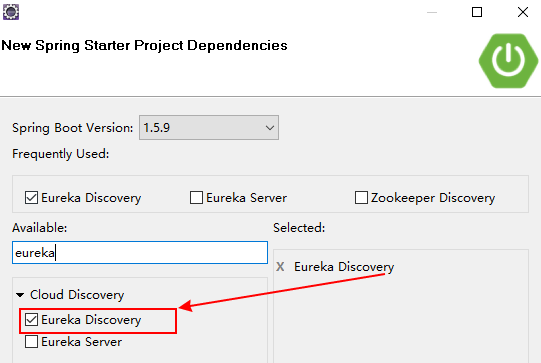 New Spring Starter Project Dependencies
Spring Boot Version: 1.5.9
Frequently Used:
Eureka Discovery Eureka Server Zookeeper Discovery
Available: Selected:
eureka
X Eureka Discovery
Cloud Discovery
Eureka Discovery
Eureka Server